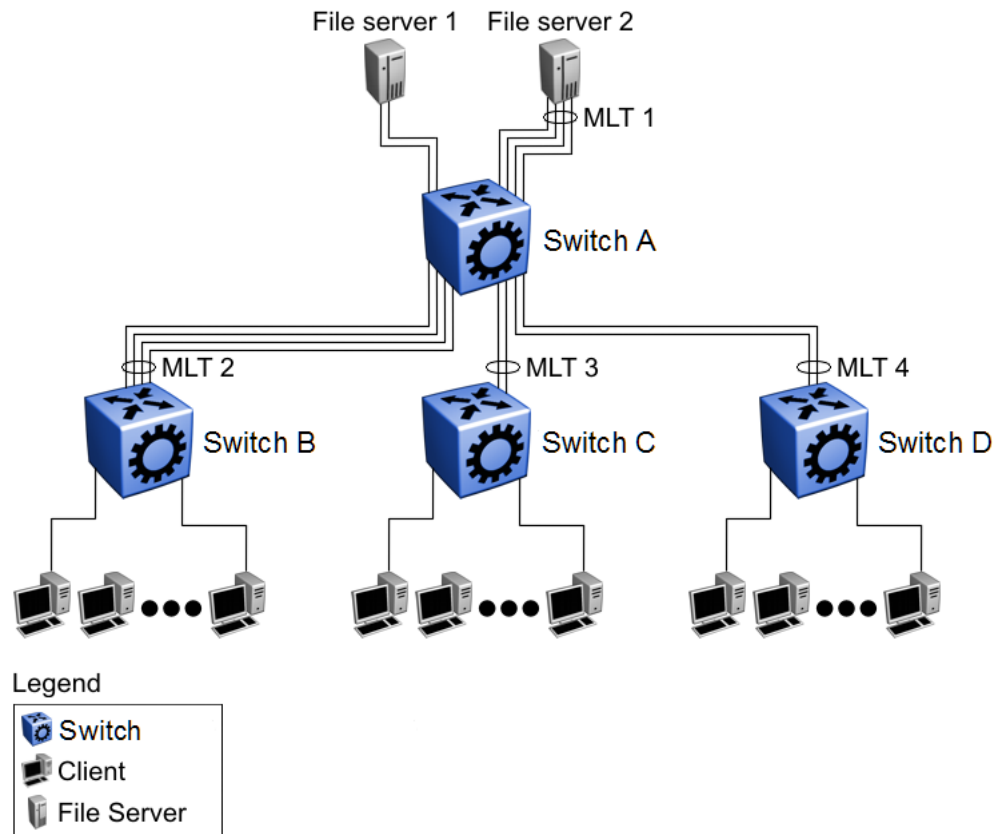 File server 1
File server 2
MLT 1
Switch A
MLT 2
MLT 3
MLT 4
Switch B
Switch C
Switch D
Legend
Switch
Client
File Server